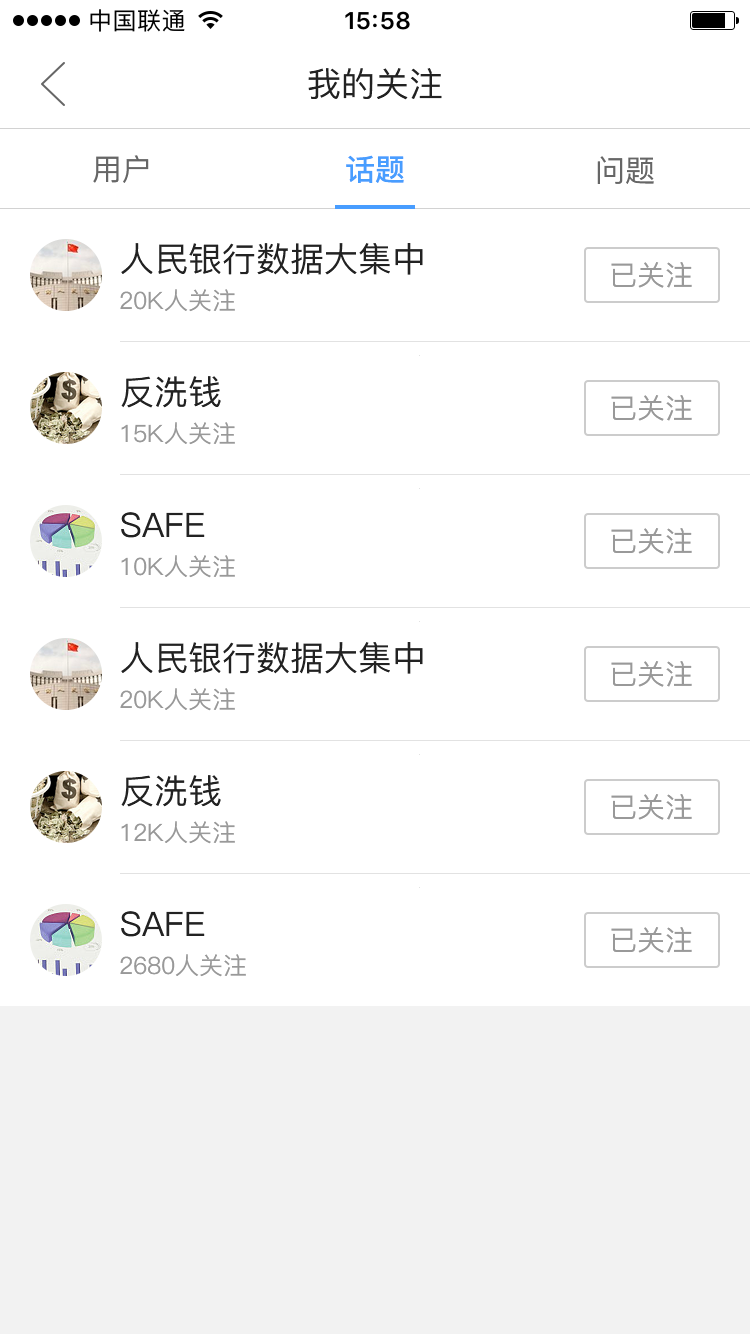 中国联通 15:58
我的关注
用户 话题 问题
人民银行数据大集中
20K人关注
已关注
反洗钱
15K人关注
已关注
SAFE
10K人关注
已关注
人民银行数据大集中
20K人关注
已关注
反洗钱
12K人关注
已关注
SAFE
2680人关注
已关注